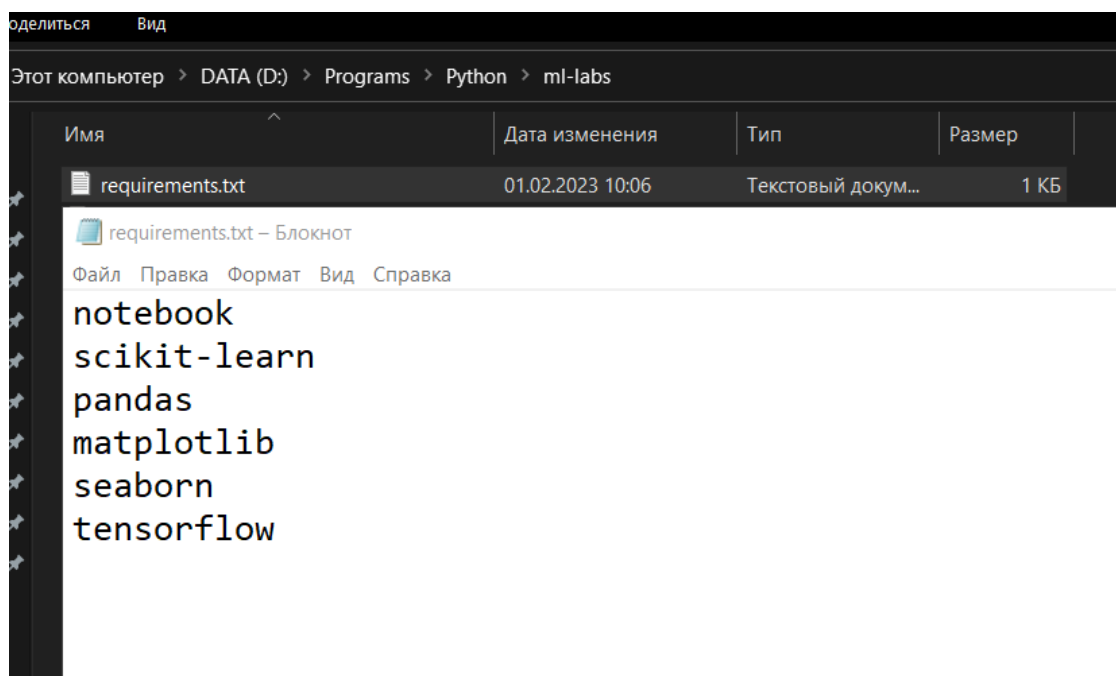 оделиться Вид
Этот компьютер > DATA (D:) > Programs > Python > ml-labs
Имя Дата изменения Тип Размер
requirements.txt 01.02.2023 10:06 Текстовый докум... 1 КБ
requirements.txt – Блокнот
Файл Правка Формат Вид Справка
notebook
scikit-learn
pandas
matplotlib
seaborn
tensorflow